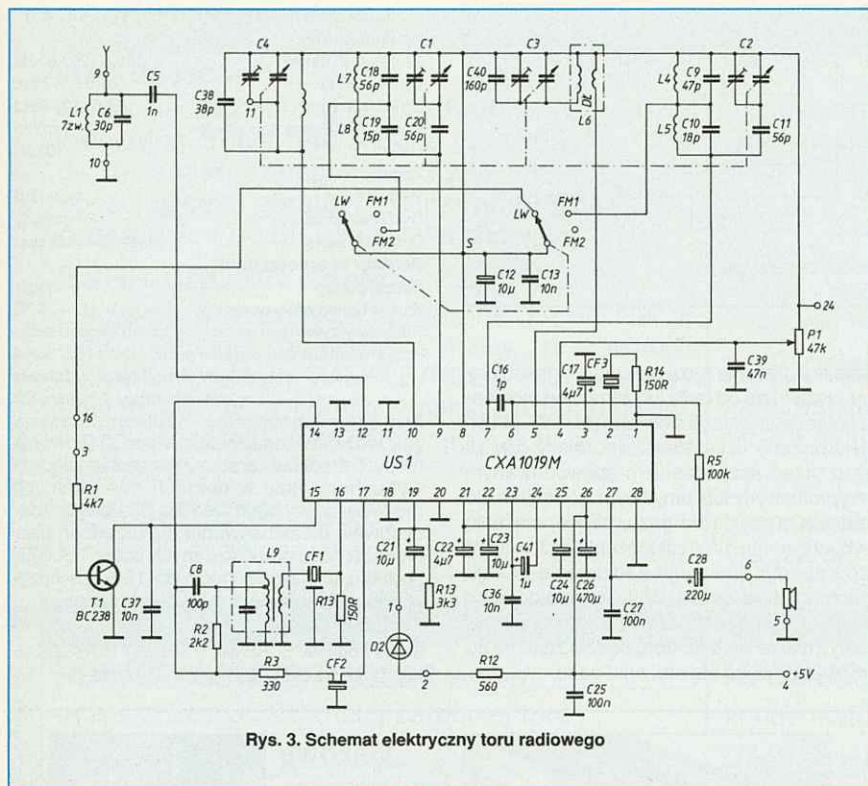 C4
C1
C3
C2
9
C5
1n
L1
7zw.
C6
30p
10
C38
38p
11
L7
C18
56p
L8
C19
15p
C20
56p
C40
160p
DŁ
L6
L4
C9
47p
L5
C10
18p
C11
56p
LW
FM1
FM2
LW
FM1
FM2
S
C12
10µ
C13
10n
24
P1
47k
C39
47n
C16
1p
C17
4µ7
CF3
R14
150R
16
3
R1
4k7
14 13 12 11 10 9 8 7 6 5 4 3 2 1
US1 CXA1019M
15 16 17 18 19 20 21 22 23 24 25 26 27 28
R5
100k
T1
BC238
C37
10n
C8
100p
R2
2k2
L9
CF1
R13
150R
C21
10µ
C22
4µ7
C23
10µ
C36
10n
C41
1µ
C24
10µ
C26
470µ
C27
100n
C28
220µ
6
5
1
D2
R13
3k3
R3
330
CF2
2
R12
560
C25
100n
+5V
4
Rys. 3. Schemat elektryczny toru radiowego